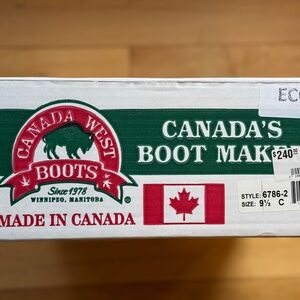 CANADA WEST
BOOTS
Since 1978
WINNIPEG, MANITOBA
MADE IN CANADA
CANADA'S
BOOT MAK
$240
STYLE: 6786-2
SIZE: 9½ C
EC